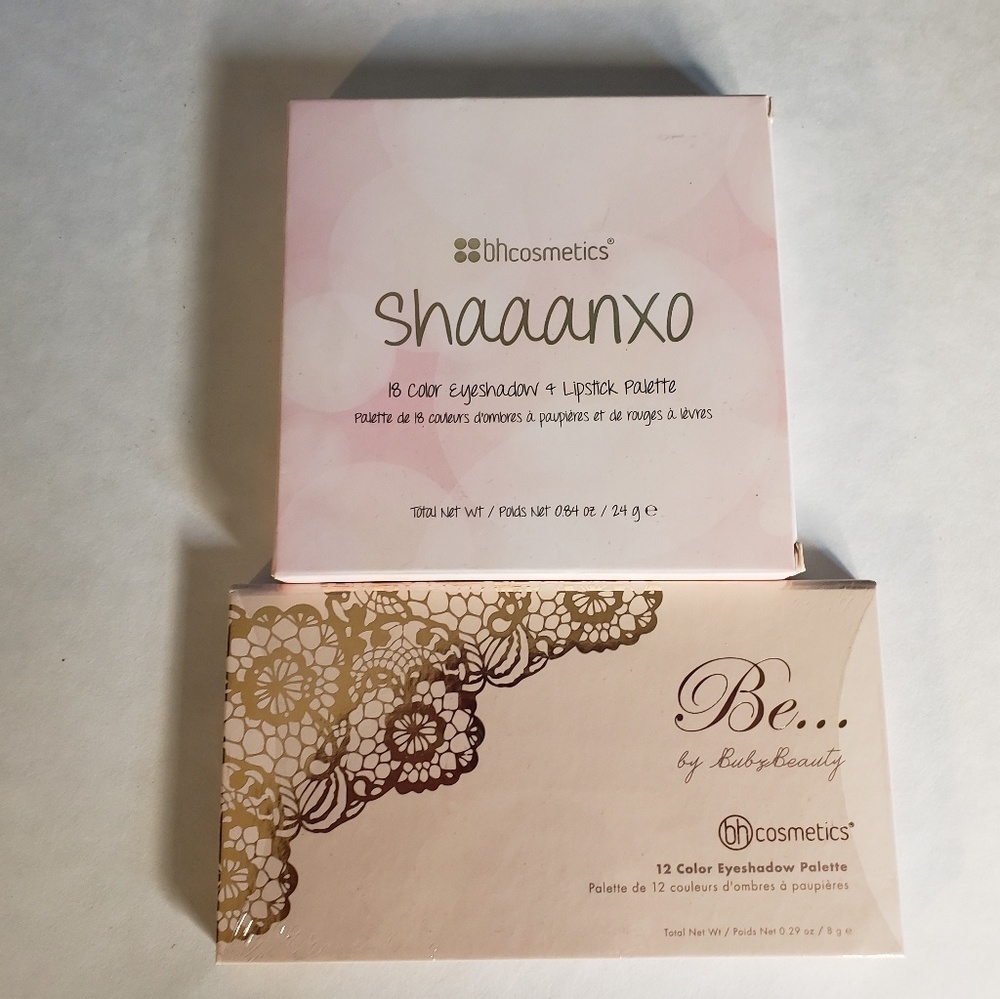 bhcosmetics®
shaaanxo
18 Color Eyeshadow & Lipstick Palette
Palette de 18 couleurs d'ombres à paupières et de rouges à lèvres
Total Net Wt / Poids Net 0.84 oz / 24 g ℮
Be...
by BubzBeauty
bhcosmetics®
12 Color Eyeshadow Palette
Palette de 12 couleurs d'ombres à paupières
Total Net Wt / Poids Net 0.29 oz / 8 g ℮